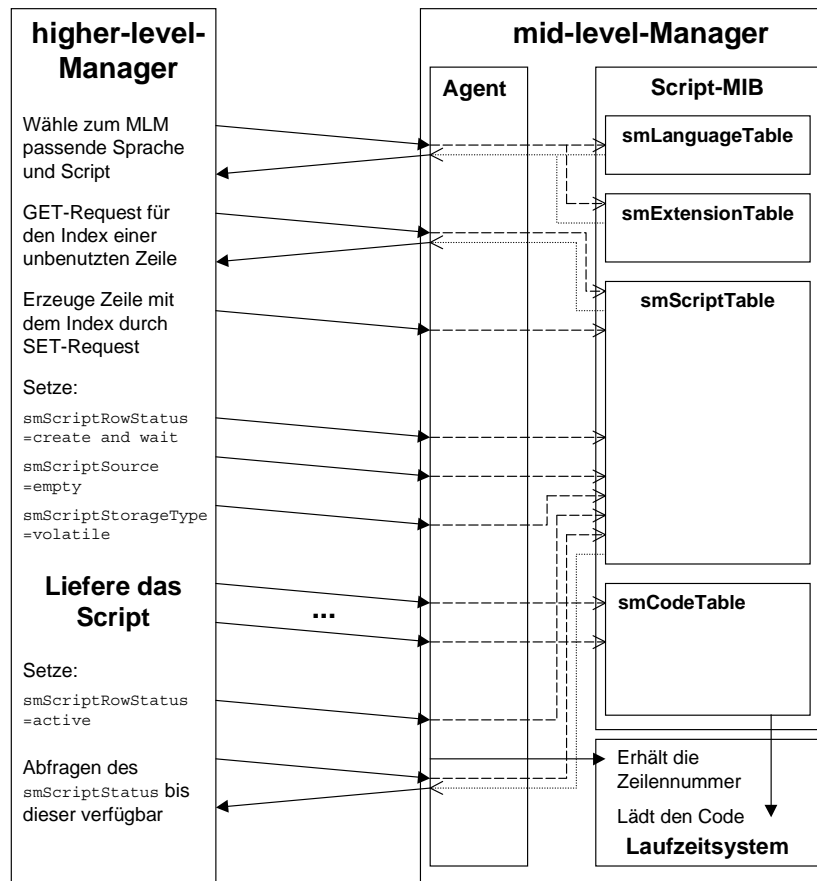 higher-level-
Manager
Wähle zum MLM
passende Sprache
und Script
GET-Request für
den Index einer
unbenutzten Zeile
Erzeuge Zeile mit
dem Index durch
SET-Request
Setze:
smScriptRowStatus
=create and wait
smScriptSource
=empty
smScriptStorageType
=volatile
Liefere das
Script
Setze:
smScriptRowStatus
=active
Abfragen des
smScriptStatus bis
dieser verfügbar
...
mid-level-Manager
Agent
Script-MIB
smLanguageTable
smExtensionTable
smScriptTable
smCodeTable
Erhält die
Zeilennummer
Lädt den Code
Laufzeitsystem